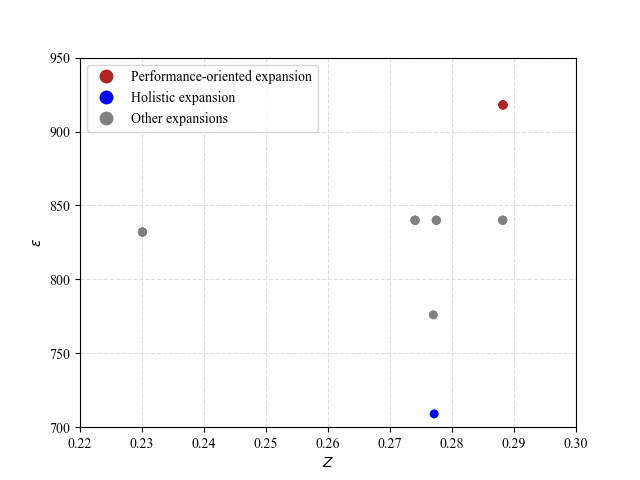 950
900
850
800
750
700
ε
Performance-oriented expansion
Holistic expansion
Other expansions
0.22 0.23 0.24 0.25 0.26 0.27 0.28 0.29 0.30
Z